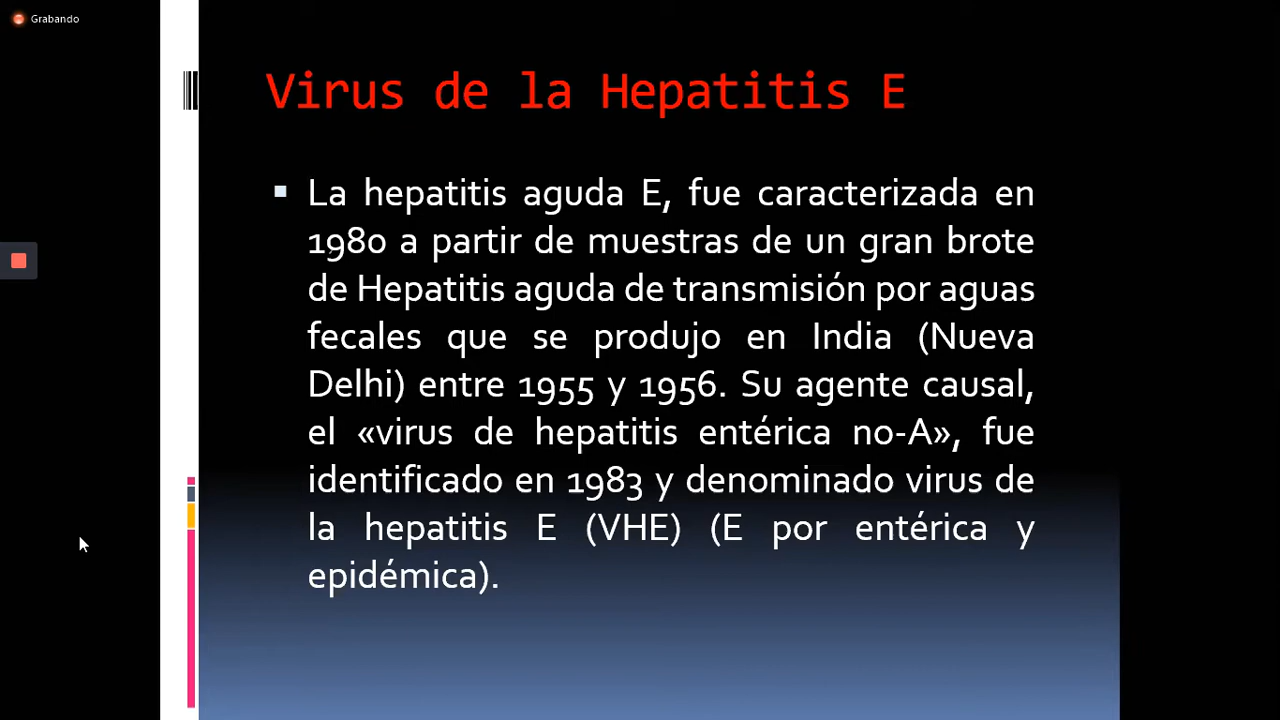 Grabando
Virus de la Hepatitis E
La hepatitis aguda E, fue caracterizada en
1980 a partir de muestras de un gran brote
de Hepatitis aguda de transmisión por aguas
fecales que se produjo en India (Nueva
Delhi) entre 1955 y 1956. Su agente causal,
el «virus de hepatitis entérica no-A», fue
identificado en 1983 y denominado virus de
la hepatitis E (VHE) (E por entérica y
epidémica).